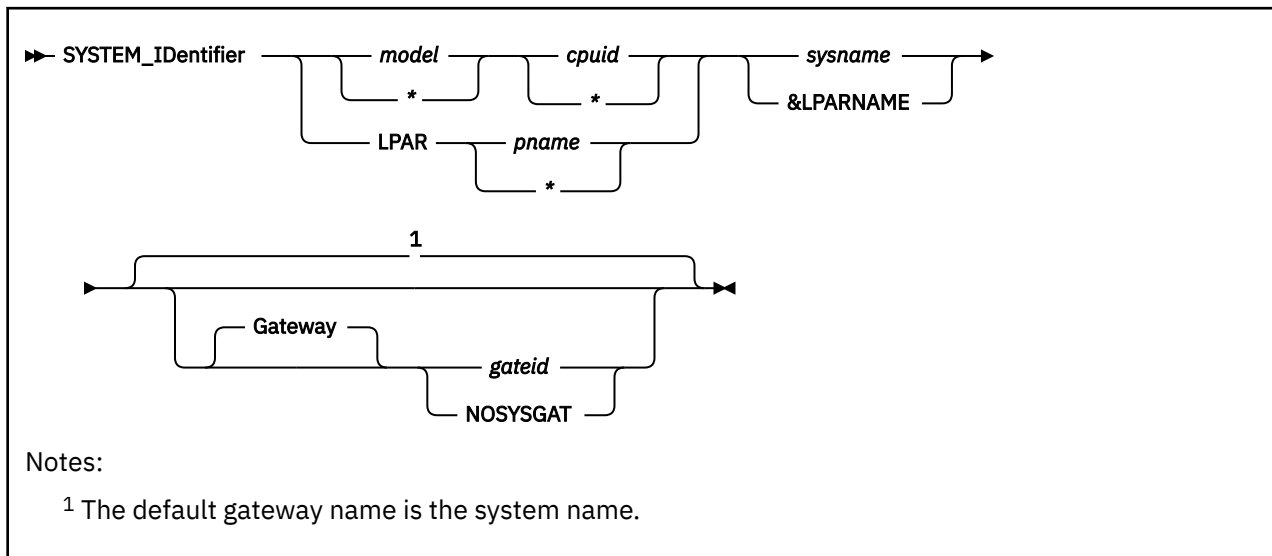 SYSTEM_IDentifier model cpuid sysname
* * &LPARNAME
LPAR pname
*
1
Gateway
gateid
NOSYSGAT
Notes:
1 The default gateway name is the system name.